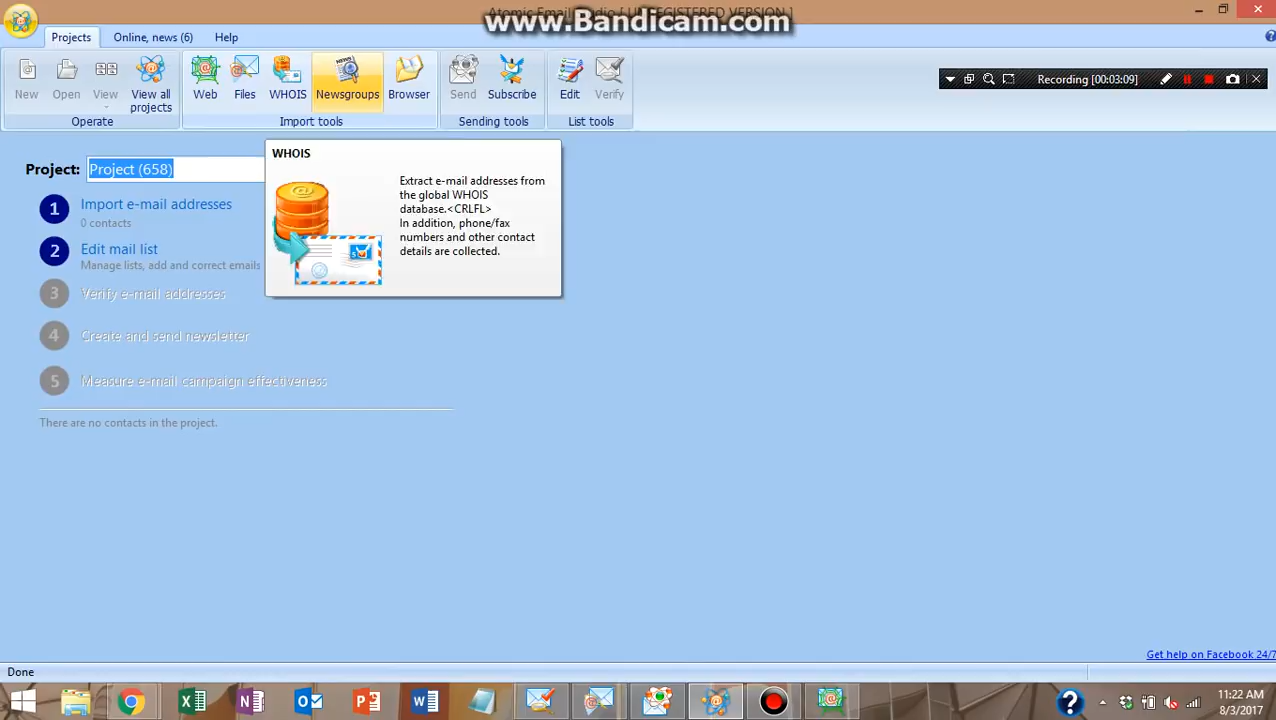 Atomic Email Studio [ UNREGISTERED VERSION ]
www.Bandicam.com
Projects
Online, news (6)
Help
New
Open
View
View all projects
Web
Files
WHOIS
Newsgroups
Browser
Send
Subscribe
Edit
Verify
Recording [00:03:09]
Operate
Import tools
Sending tools
List tools
Project: Project (658)
WHOIS
Extract e-mail addresses from
the global WHOIS
database.<CRLFL>
In addition, phone/fax
numbers and other contact
details are collected.
1 Import e-mail addresses
0 contacts
2 Edit mail list
Manage lists, add and correct emails
3 Verify e-mail addresses
4 Create and send newsletter
5 Measure e-mail campaign effectiveness
There are no contacts in the project.
Get help on Facebook 24/7
Done
11:22 AM
8/3/2017